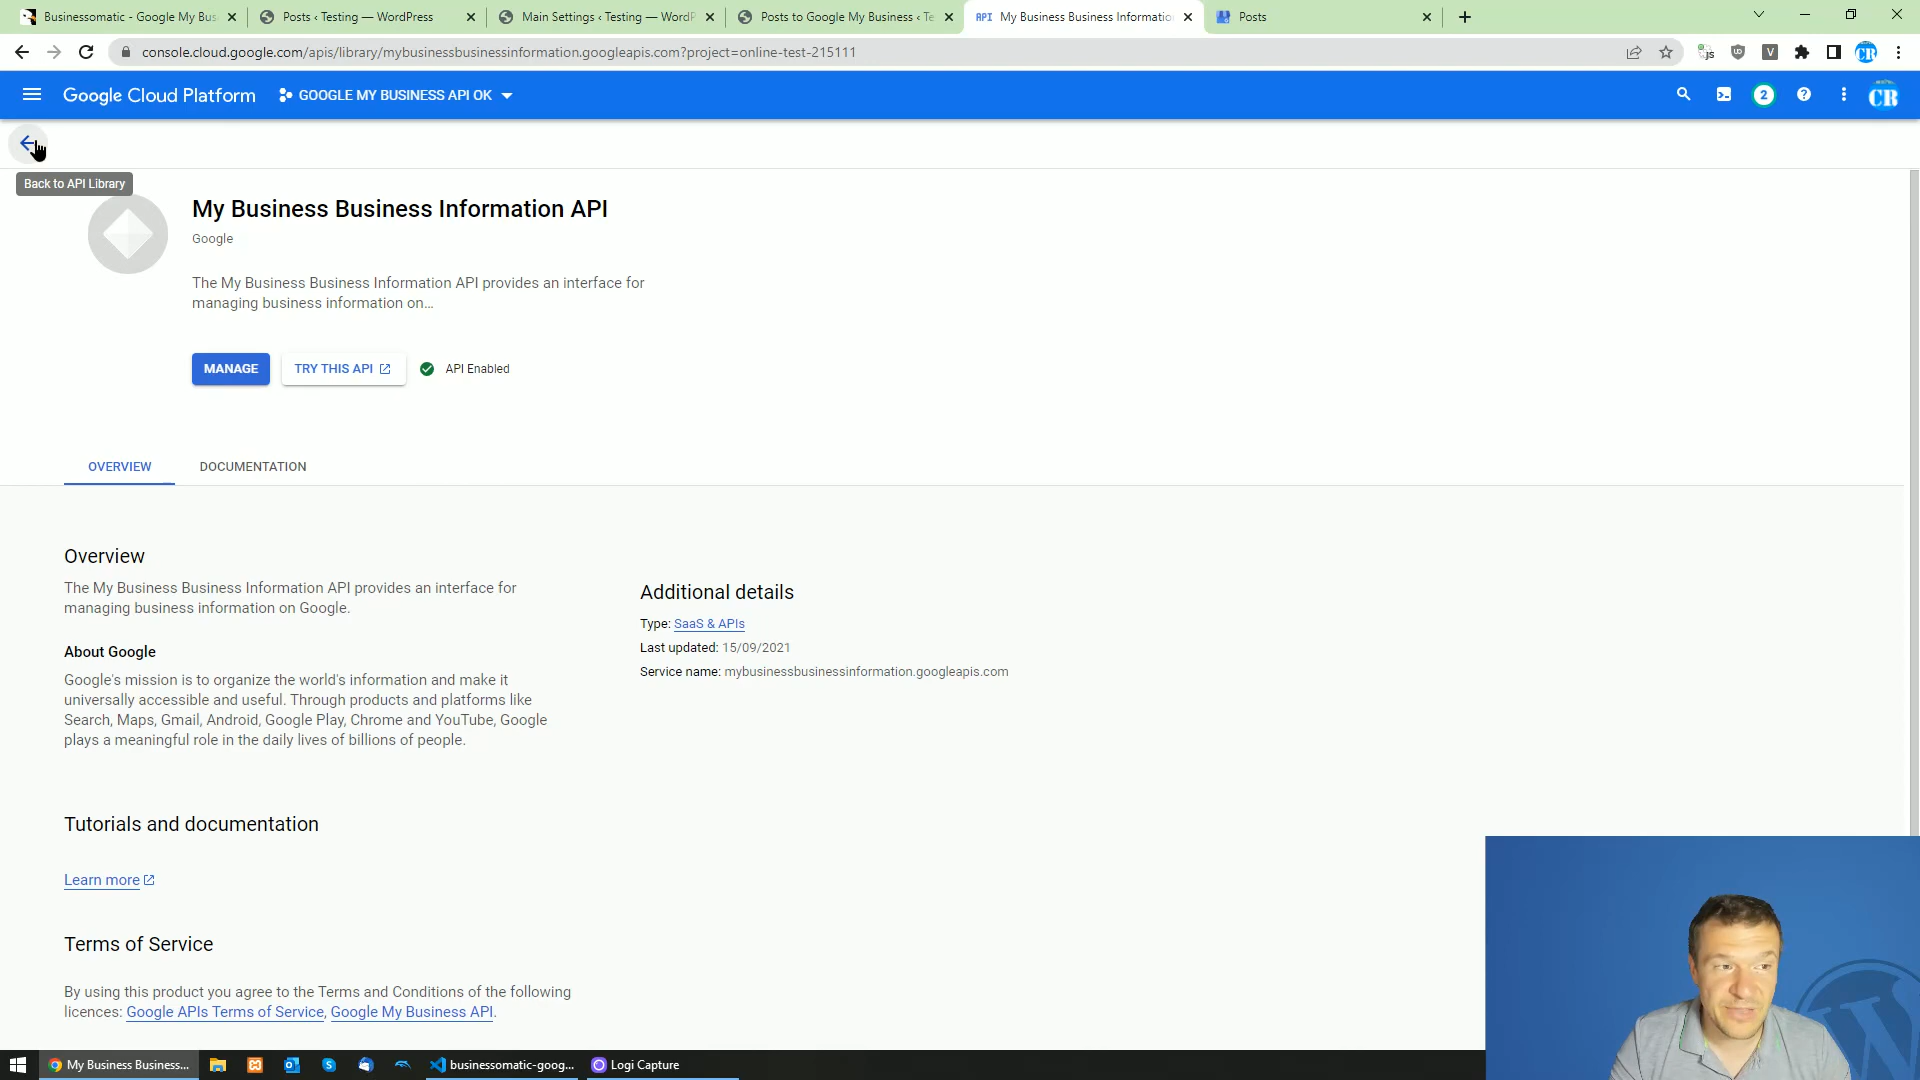 Businessomatic - Google My Bus
Posts ‹ Testing — WordPress
Main Settings ‹ Testing — WordP
Posts to Google My Business ‹ Te
API My Business Business Informatio
Posts
console.cloud.google.com/apis/library/mybusinessbusinessinformation.googleapis.com?project=online-test-215111
JS
V
CR
Google Cloud Platform
GOOGLE MY BUSINESS API OK
2
CR
Back to API Library
My Business Business Information API
Google
The My Business Business Information API provides an interface for
managing business information on...
MANAGE
TRY THIS API
API Enabled
OVERVIEW
DOCUMENTATION
Overview
The My Business Business Information API provides an interface for
managing business information on Google.
About Google
Google's mission is to organize the world's information and make it
universally accessible and useful. Through products and platforms like
Search, Maps, Gmail, Android, Google Play, Chrome and YouTube, Google
plays a meaningful role in the daily lives of billions of people.
Additional details
Type: SaaS & APIs
Last updated: 15/09/2021
Service name: mybusinessbusinessinformation.googleapis.com
Tutorials and documentation
Learn more
Terms of Service
By using this product you agree to the Terms and Conditions of the following
licences: Google APIs Terms of Service, Google My Business API.
My Business Business...
businessomatic-goog...
Logi Capture